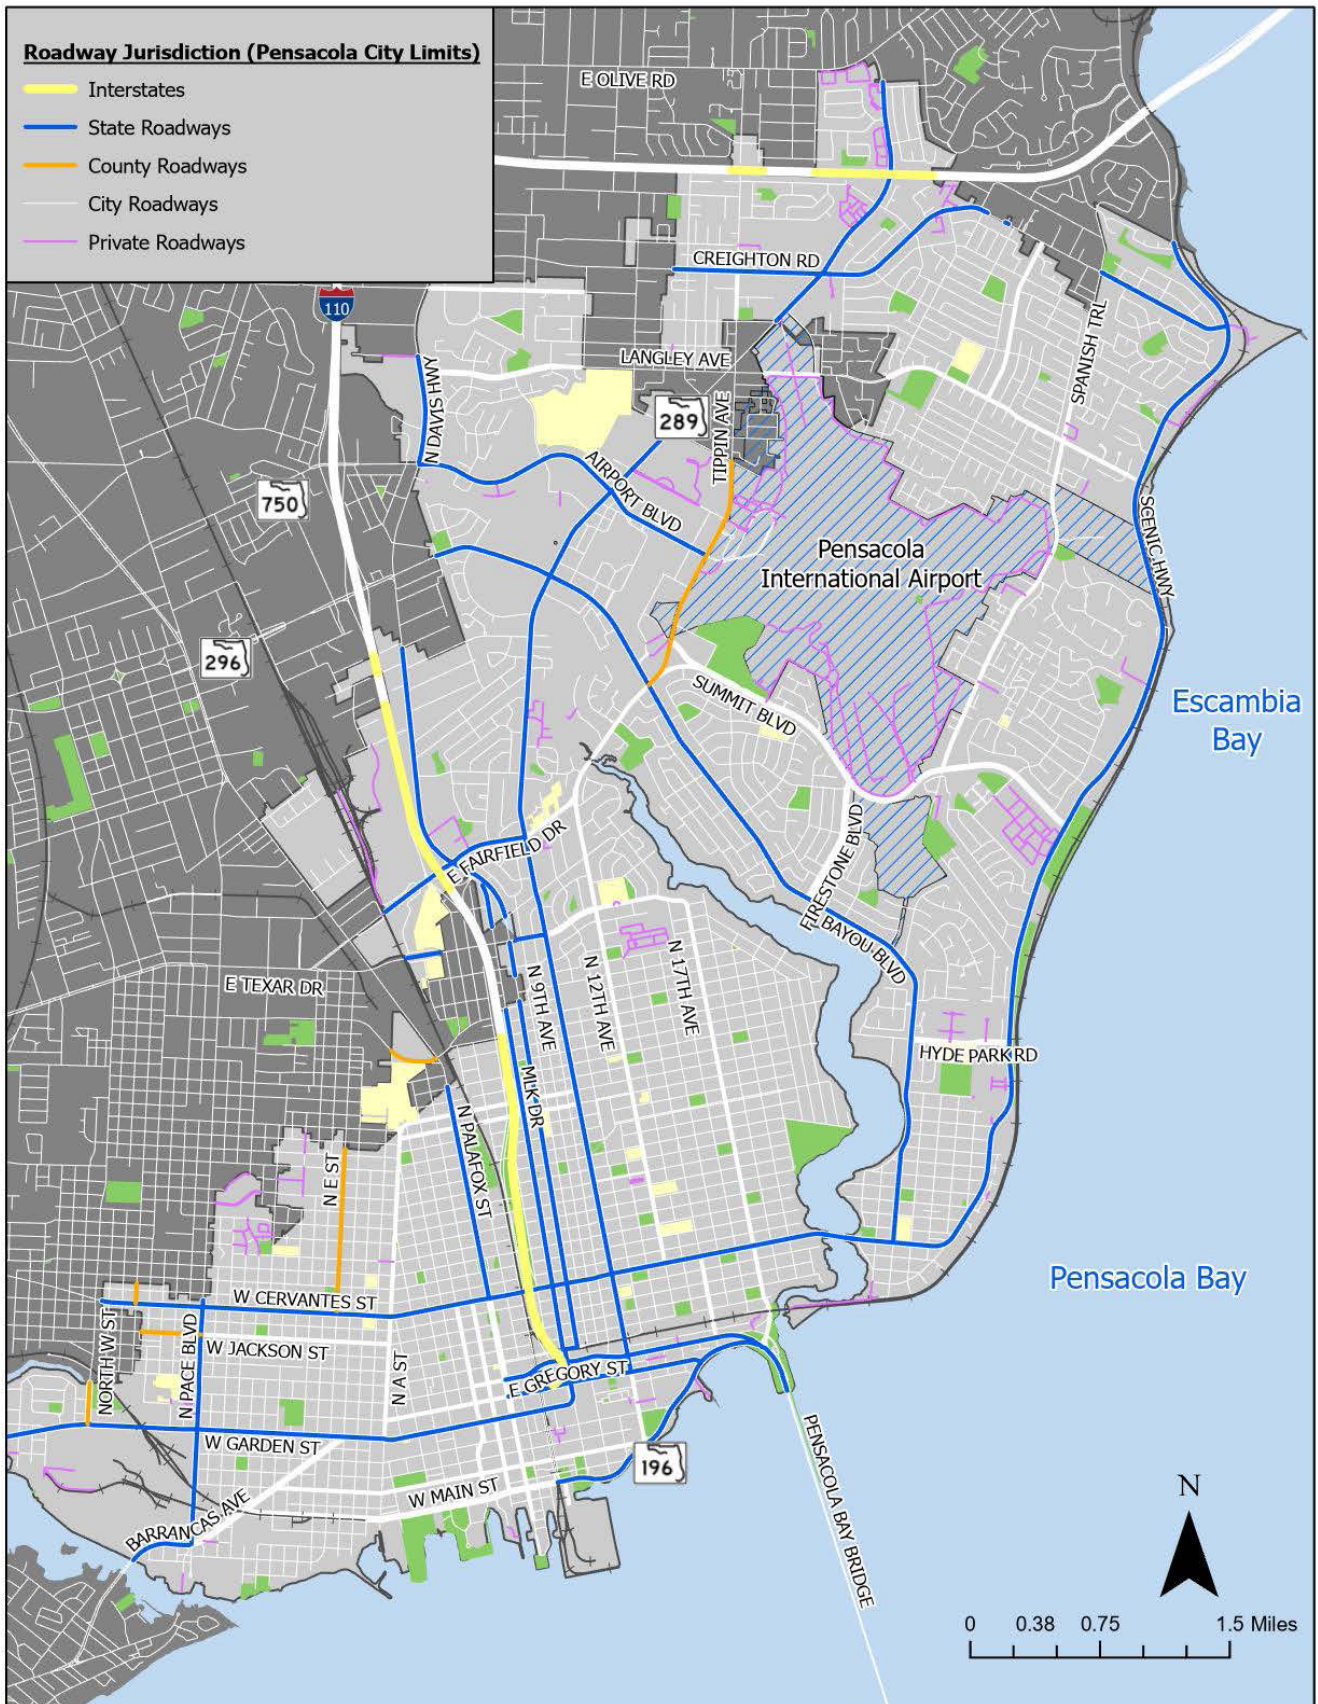 Roadway Jurisdiction (Pensacola City Limits)
Interstates
State Roadways
County Roadways
City Roadways
Private Roadways
E OLIVE RD
CREIGHTON RD
110
LANGLEY AVE
SPANISH TRL
N DAVIS HWY
289
TIPPIN AVE
AIRPORT BLVD
750
SCENIC HWY
Pensacola
International Airport
296
SUMMIT BLVD
Escambia
Bay
E FAIRFIELD DR
FIRESTONE BLVD
BAYOU BLVD
E TEXAR DR
N 9TH AVE
N 12TH AVE
N 17TH AVE
HYDE PARK RD
MLK DR
N PALAFOX ST
N E ST
Pensacola Bay
W CERVANTES ST
NORTH W ST
N PACE BLVD
W JACKSON ST
N A ST
E GREGORY ST
W GARDEN ST
196
PENSACOLA BAY BRIDGE
W MAIN ST
BARRANCAS AVE
N
0 0.38 0.75 1.5 Miles